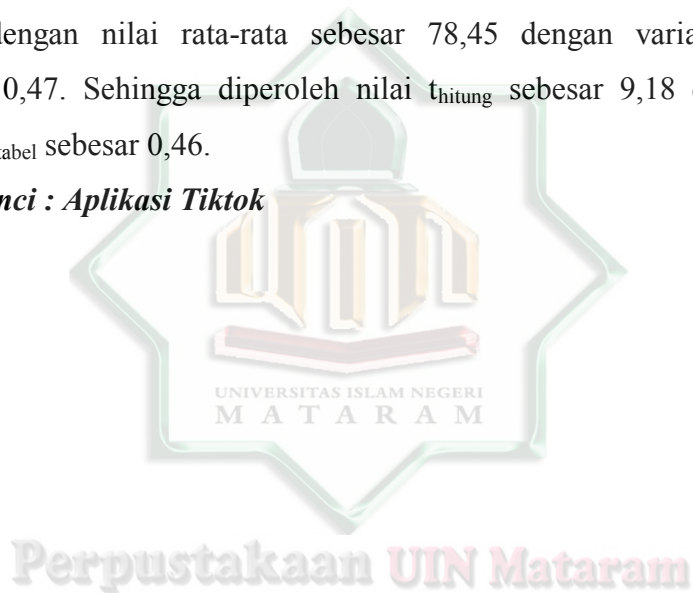 dengan nilai rata-rata sebesar 78,45 dengan varia
0,47. Sehingga diperoleh nilai thitung sebesar 9,18
tabel sebesar 0,46.
nci : Aplikasi Tiktok
UNIVERSITAS ISLAM NEGERI
MATARAM
Perpustakaan UIN Mataram